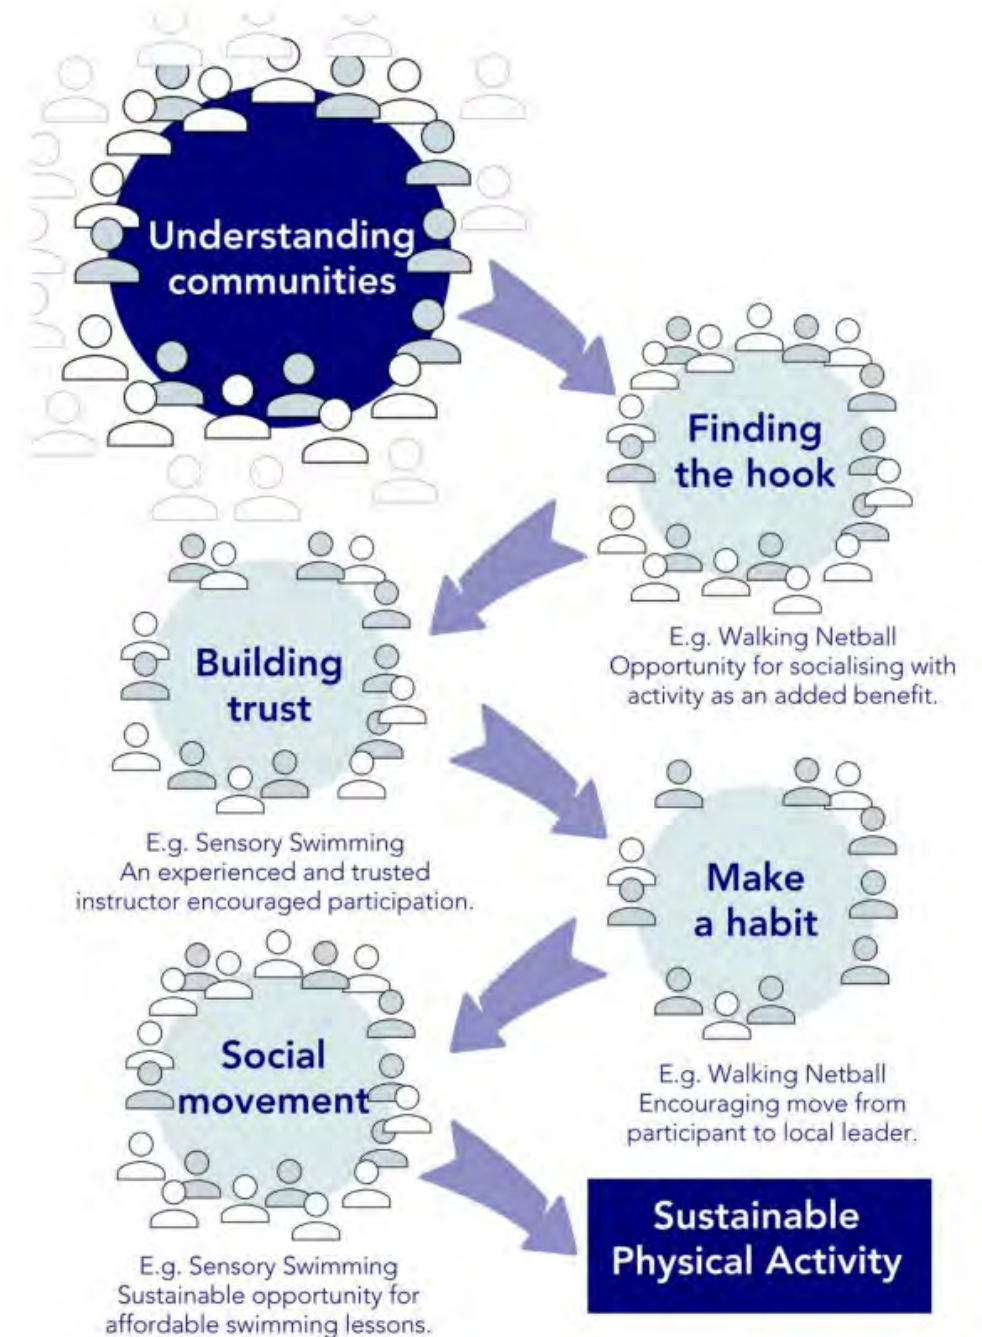 Understanding
communities
Finding
the hook
E.g. Walking Netball
Opportunity for socialising with
activity as an added benefit.
Building
trust
E.g. Sensory Swimming
An experienced and trusted
instructor encouraged participation.
Make
a habit
E.g. Walking Netball
Encouraging move from
participant to local leader.
Social
movement
E.g. Sensory Swimming
Sustainable opportunity for
affordable swimming lessons.
Sustainable
Physical Activity